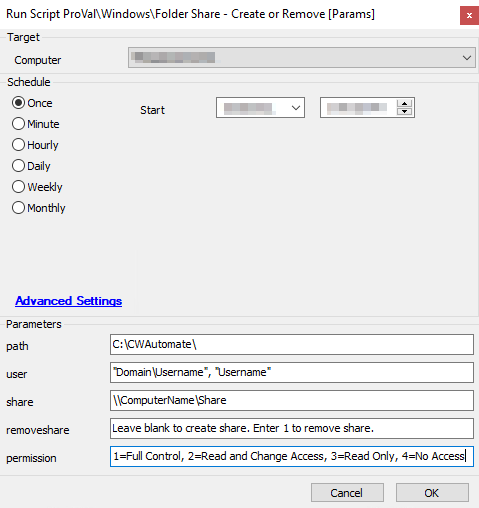 Run Script ProVal\Windows\Folder Share - Create or Remove [Params]
x
Target
Computer
Schedule
Once
Start
Minute
Hourly
Daily
Weekly
Monthly
Advanced Settings
Parameters
path C:\CWAutomate\
user "Domain\Username", "Username"
share \\ComputerName\Share
removeshare Leave blank to create share. Enter 1 to remove share.
permission 1=Full Control, 2=Read and Change Access, 3=Read Only, 4=No Access
Cancel OK